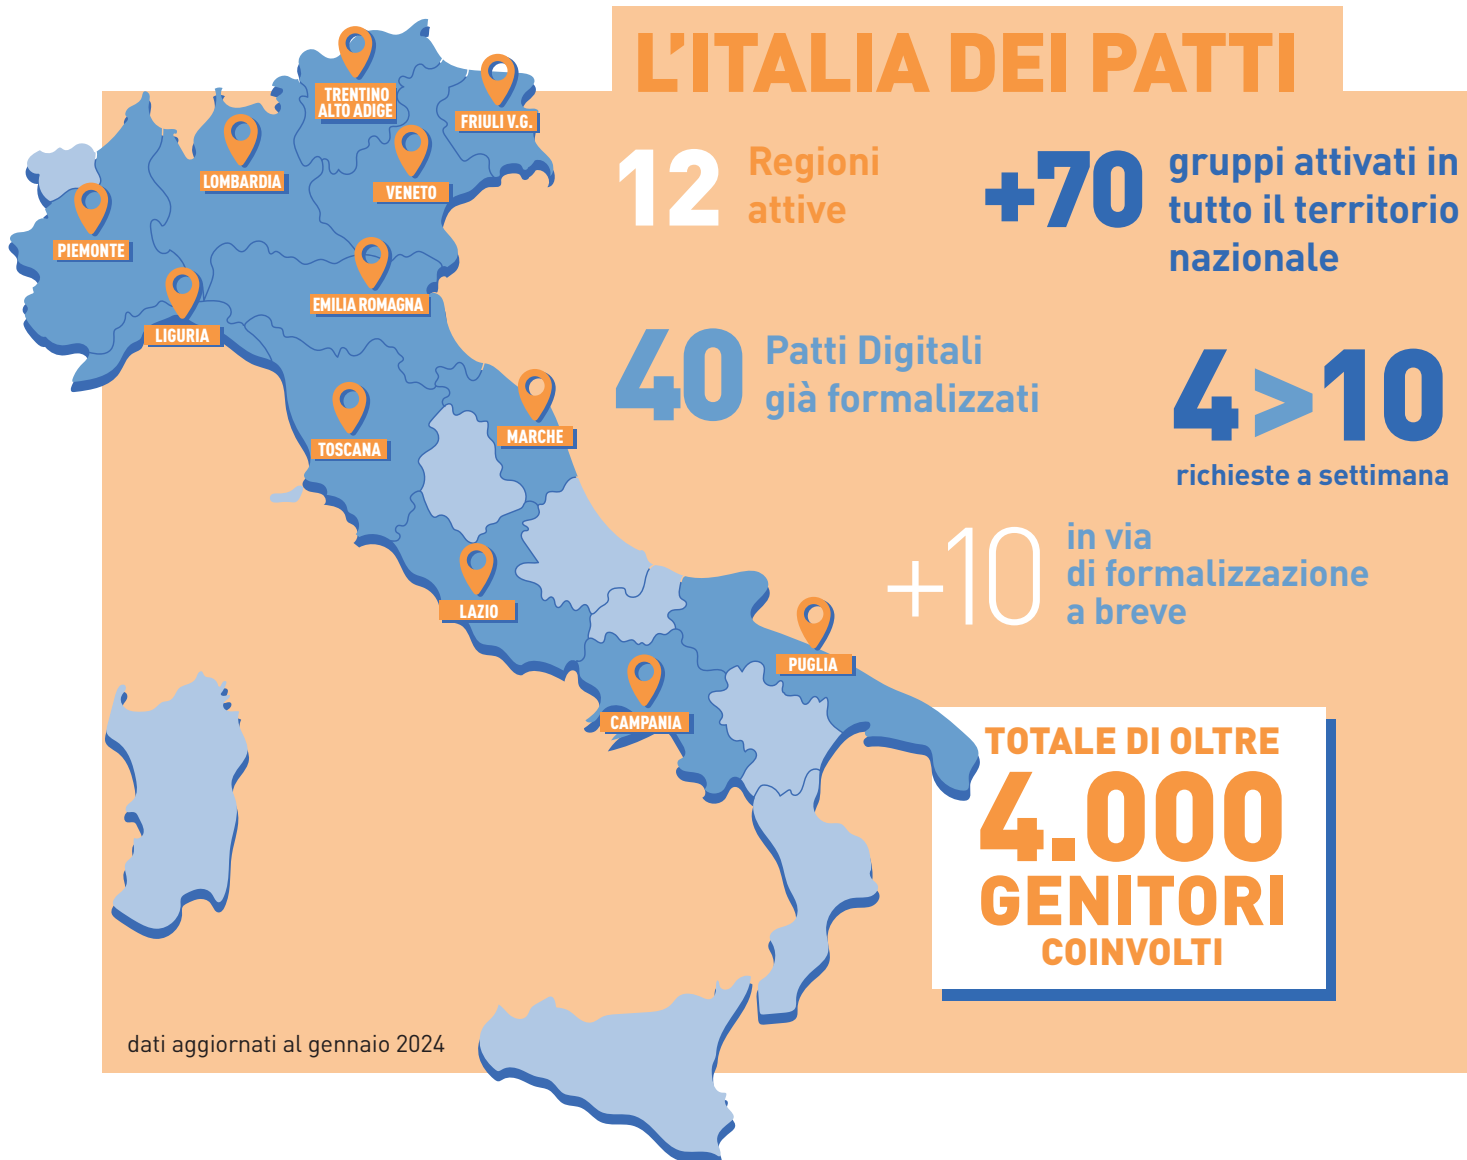 L'ITALIA DEI PATTI
12
Regioni
attive
+70
gruppi attivati in
tutto il territorio
nazionale
40
Patti Digitali
già formalizzati
4>10
richieste a settimana
+10
in via
di formalizzazione
a breve
TOTALE DI OLTRE
4.000
GENITORI
COINVOLTI
TRENTINO
ALTO ADIGE
FRIULI V.G.
LOMBARDIA
VENETO
PIEMONTE
EMILIA ROMAGNA
LIGURIA
MARCHE
TOSCANA
LAZIO
PUGLIA
CAMPANIA
dati aggiornati al gennaio 2024